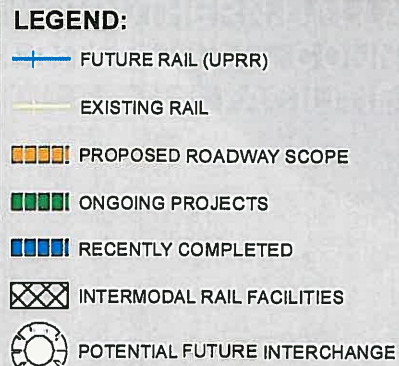 LEGEND:
FUTURE RAIL (UPRR)
EXISTING RAIL
PROPOSED ROADWAY SCOPE
ONGOING PROJECTS
RECENTLY COMPLETED
INTERMODAL RAIL FACILITIES
POTENTIAL FUTURE INTERCHANGE